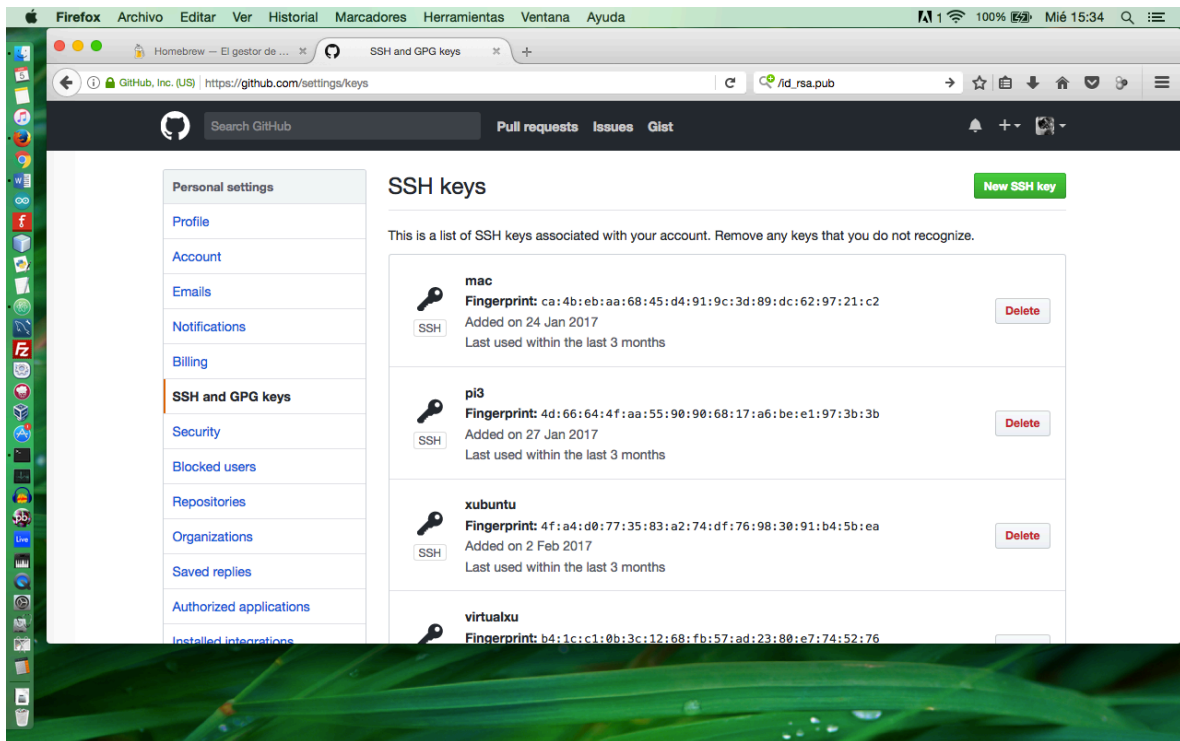 Firefox Archivo Editar Ver Historial Marcadores Herramientas Ventana Ayuda 1 100% Mié 15:34
Homebrew — El gestor de ... SSH and GPG keys
GitHub, Inc. (US) https://github.com/settings/keys /id_rsa.pub
Search GitHub Pull requests Issues Gist
Personal settings
Profile
Account
Emails
Notifications
Billing
SSH and GPG keys
Security
Blocked users
Repositories
Organizations
Saved replies
Authorized applications
Installed integrations
SSH keys
New SSH key
This is a list of SSH keys associated with your account. Remove any keys that you do not recognize.
mac
Fingerprint: ca:4b:eb:aa:68:45:d4:91:9c:3d:89:dc:62:97:21:c2
Added on 24 Jan 2017
Last used within the last 3 months
SSH
Delete
pi3
Fingerprint: 4d:66:64:4f:aa:55:90:90:68:17:a6:be:e1:97:3b:3b
Added on 27 Jan 2017
Last used within the last 3 months
SSH
Delete
xubuntu
Fingerprint: 4f:a4:d0:77:35:83:a2:74:df:76:98:30:91:b4:5b:ea
Added on 2 Feb 2017
Last used within the last 3 months
SSH
Delete
virtualxu
Fingerprint: b4:1c:c1:0b:3c:12:68:fb:57:ad:23:80:e7:74:52:76